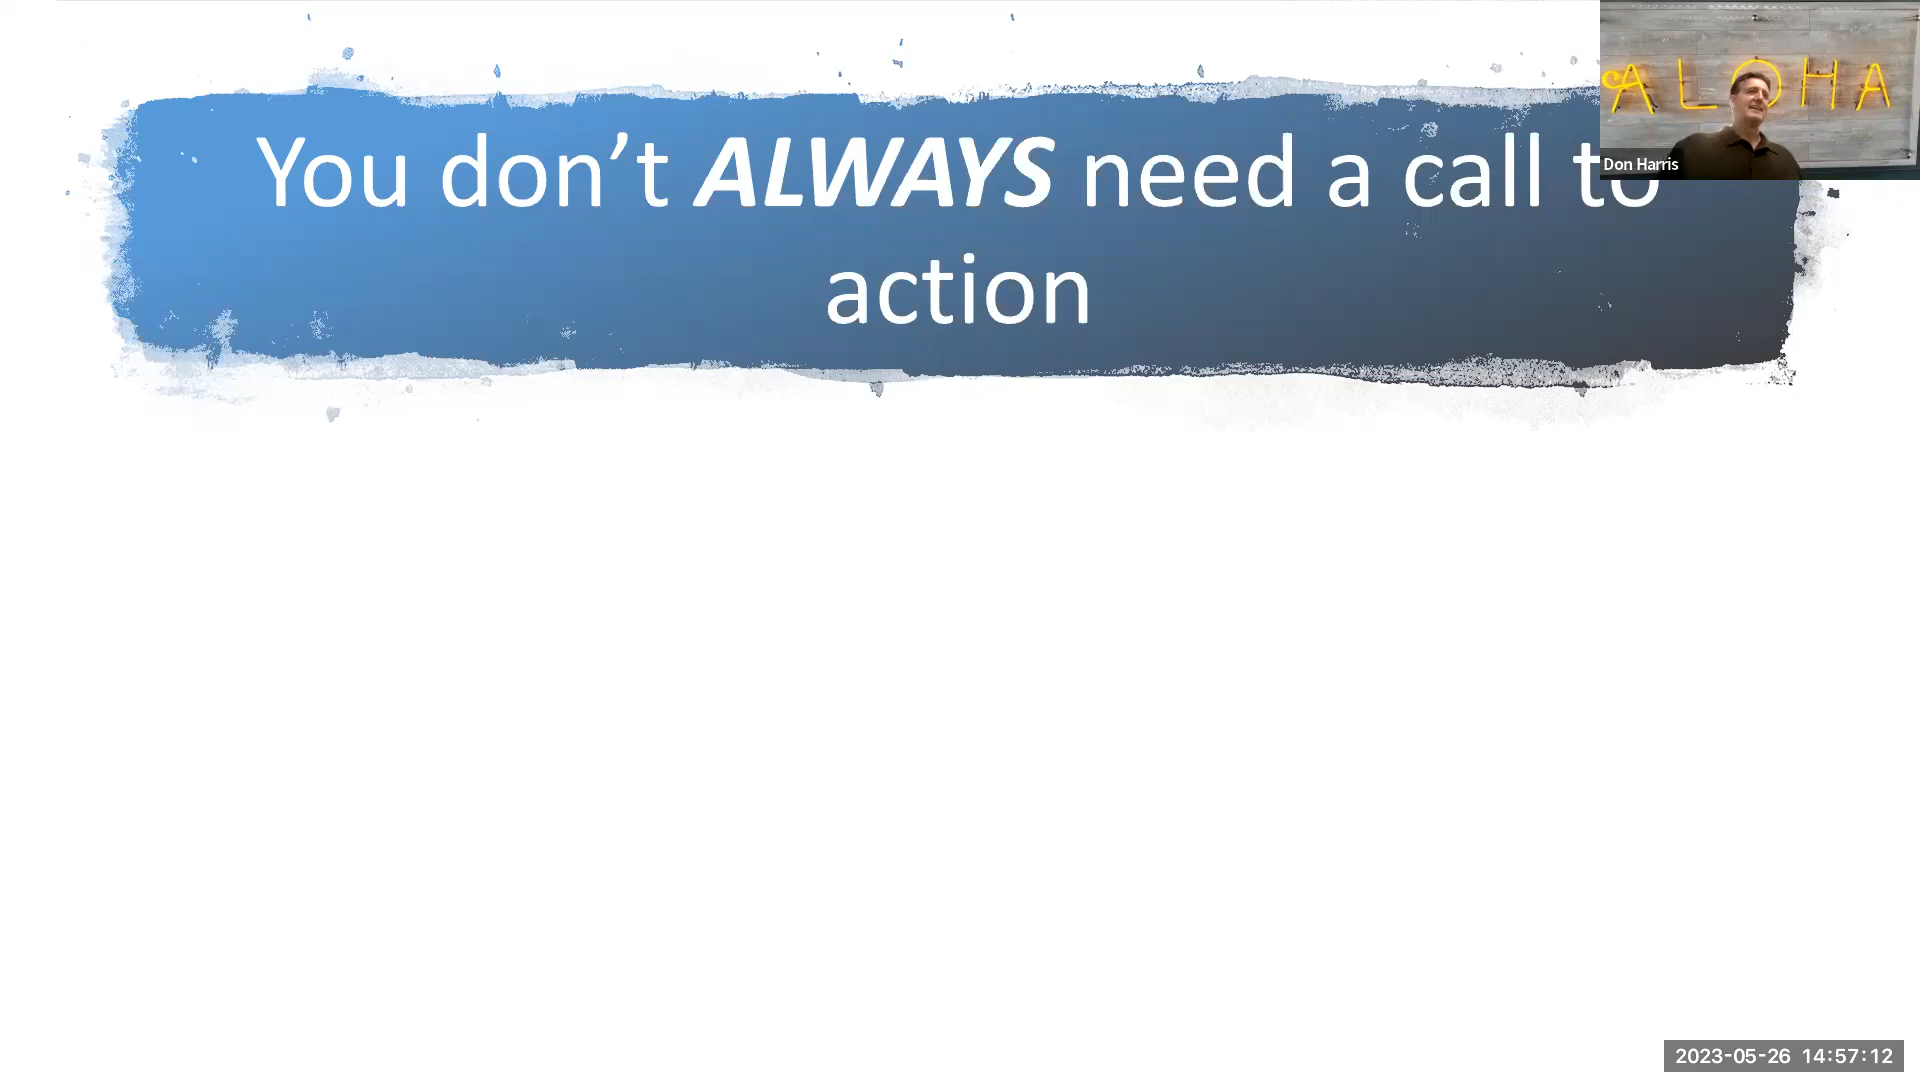 You don’t ALWAYS need a call to
action
ALOHA
Don Harris
2023-05-26 14:57:12